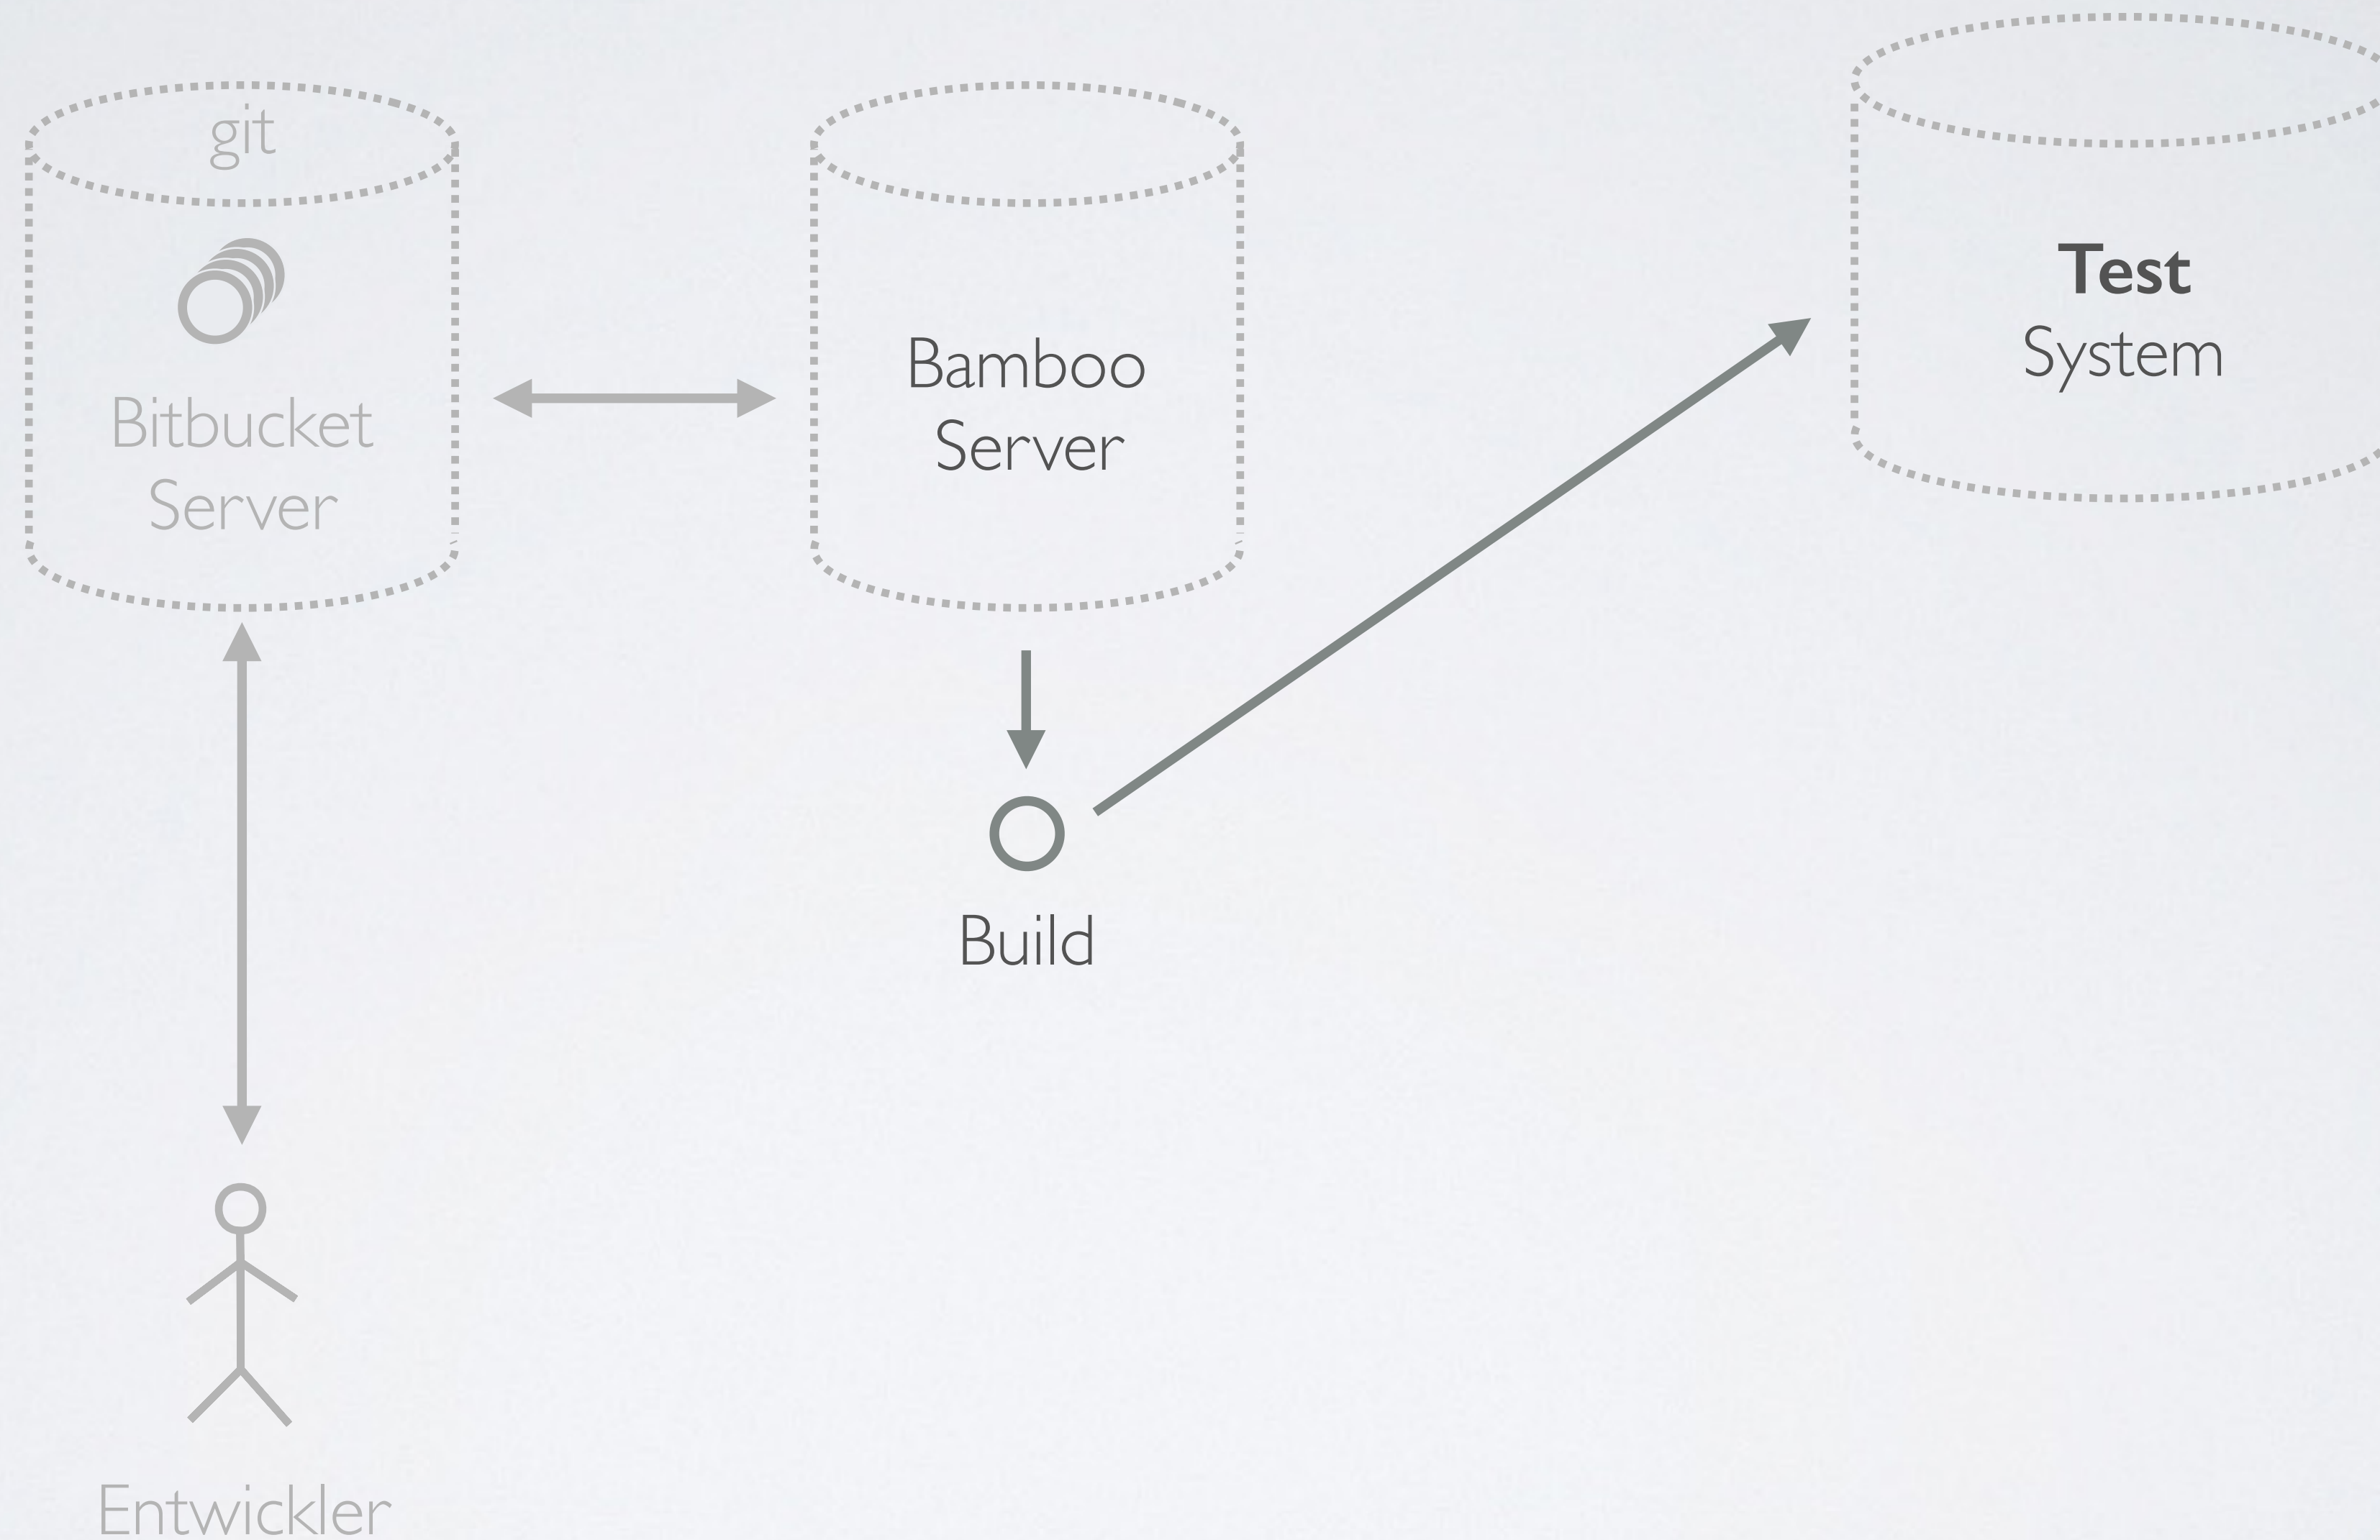 git
Bitbucket
Server
Bamboo
Server
Test
System
Build
Entwickler